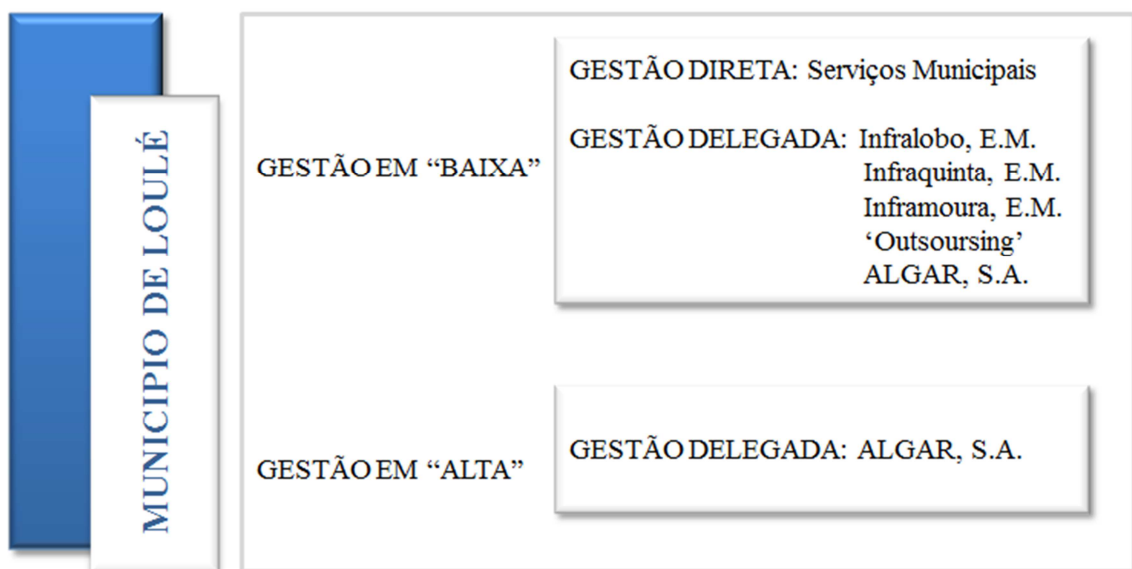 MUNICIPIO DE LOULÉ
GESTÃO EM “BAIXA”
GESTÃO DIRETA: Serviços Municipais
GESTÃO DELEGADA: Infralobo, E.M.
Infraquinta, E.M.
Inframoura, E.M.
‘Outsoursing’
ALGAR, S.A.
GESTÃO EM “ALTA”
GESTÃO DELEGADA: ALGAR, S.A.